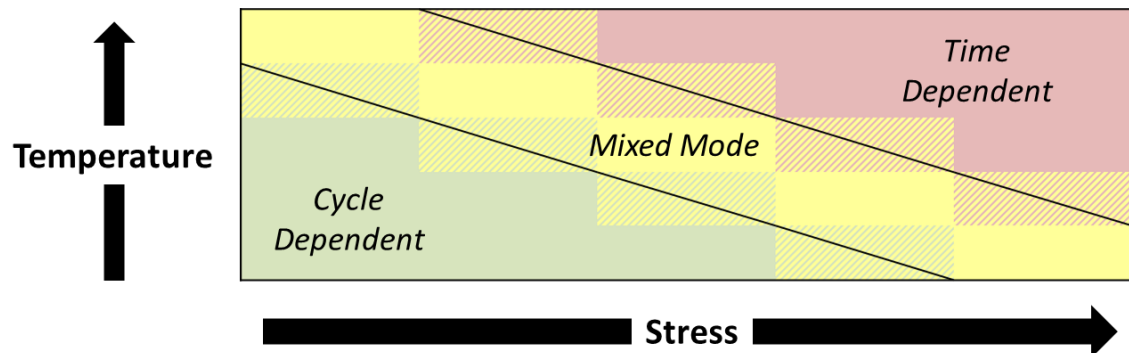 Time
Dependent
Temperature
Mixed Mode
Cycle
Dependent
Stress